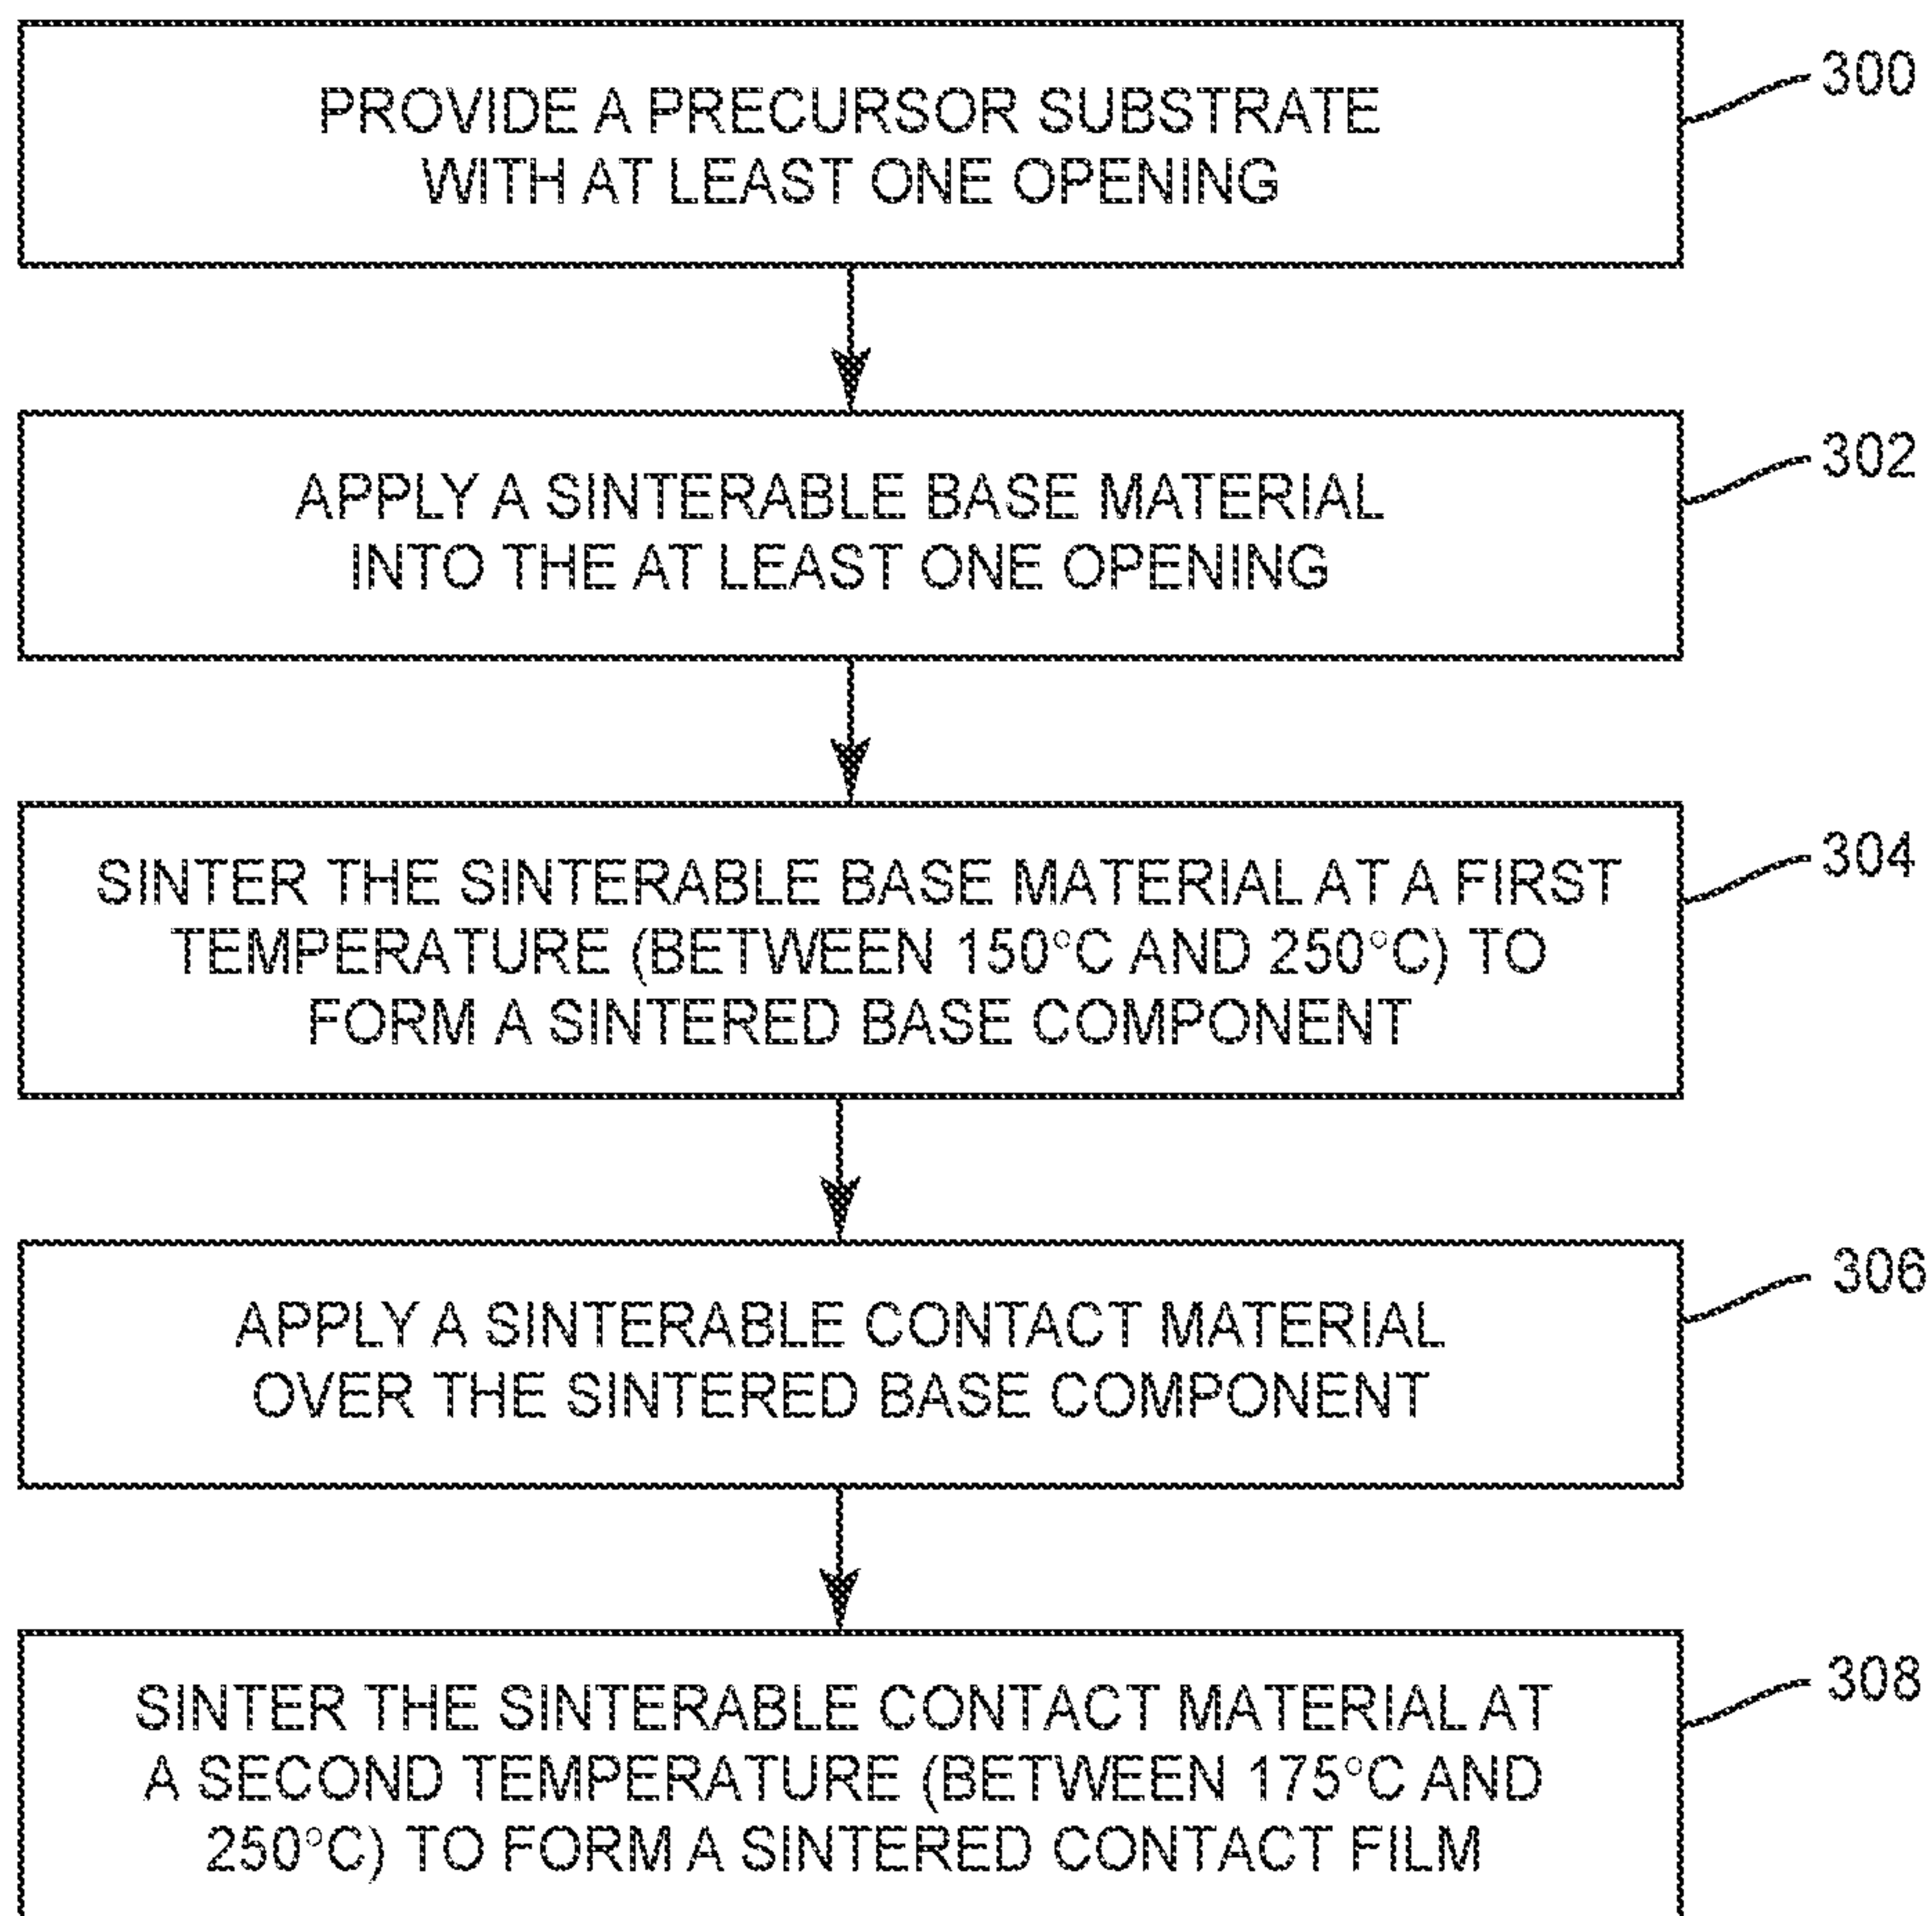 PROVIDE A PRECURSOR SUBSTRATE
WITH AT LEAST ONE OPENING
300
APPLY A SINTERABLE BASE MATERIAL
INTO THE AT LEAST ONE OPENING
302
SINTER THE SINTERABLE BASE MATERIAL AT A FIRST
TEMPERATURE (BETWEEN 150°C AND 250°C) TO
FORM A SINTERED BASE COMPONENT
304
APPLY A SINTERABLE CONTACT MATERIAL
OVER THE SINTERED BASE COMPONENT
306
SINTER THE SINTERABLE CONTACT MATERIAL AT
A SECOND TEMPERATURE (BETWEEN 175°C AND
250°C) TO FORM A SINTERED CONTACT FILM
308